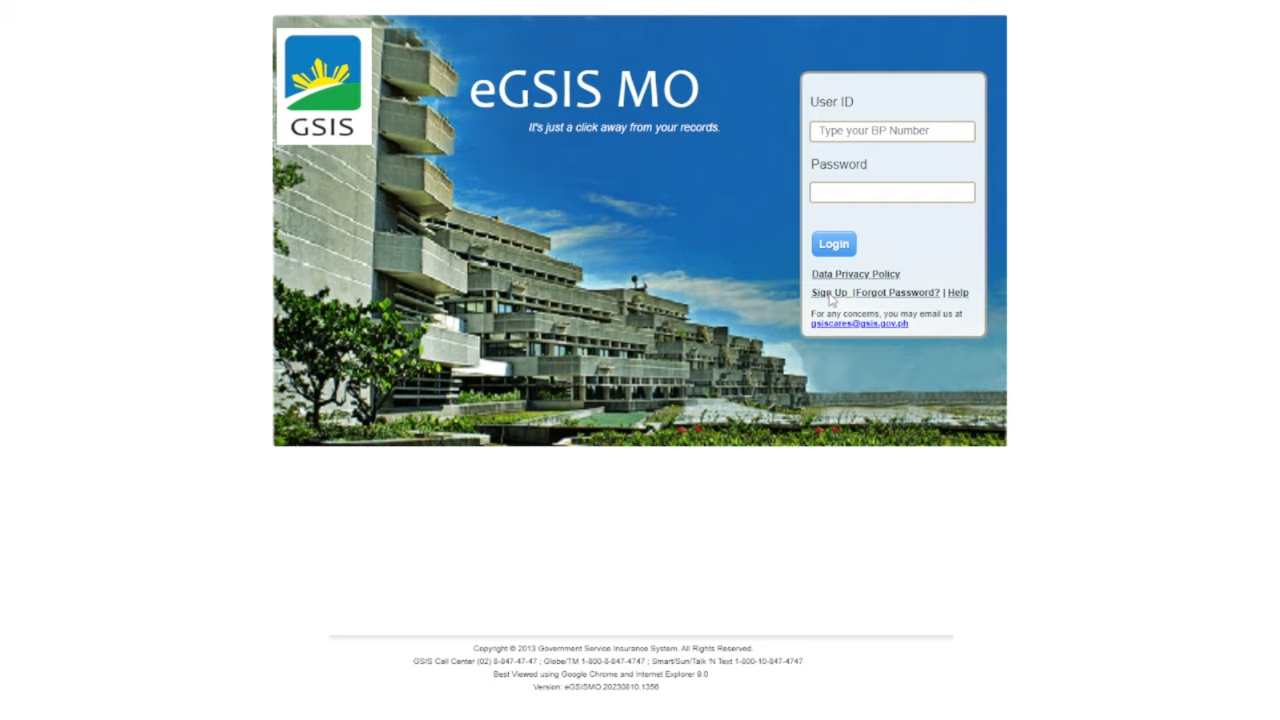 GSIS
eGSIS MO
It's just a click away from your records.
User ID
Type your BP Number
Password
Login
Data Privacy Policy
Sign Up |Forgot Password? | Help
For any concerns, you may email us at
gsiscares@gsis.gov.ph
Copyright © 2013 Government Service Insurance System. All Rights Reserved.
GSIS Call Center (02) 8-847-47-47 ; Globe/TM 1-800-8-847-4747 ; Smart/Sun/Talk 'N Text 1-800-10-847-4747
Best Viewed using Google Chrome and Internet Explorer 9.0
Version: eGSISMO.20230810.1356